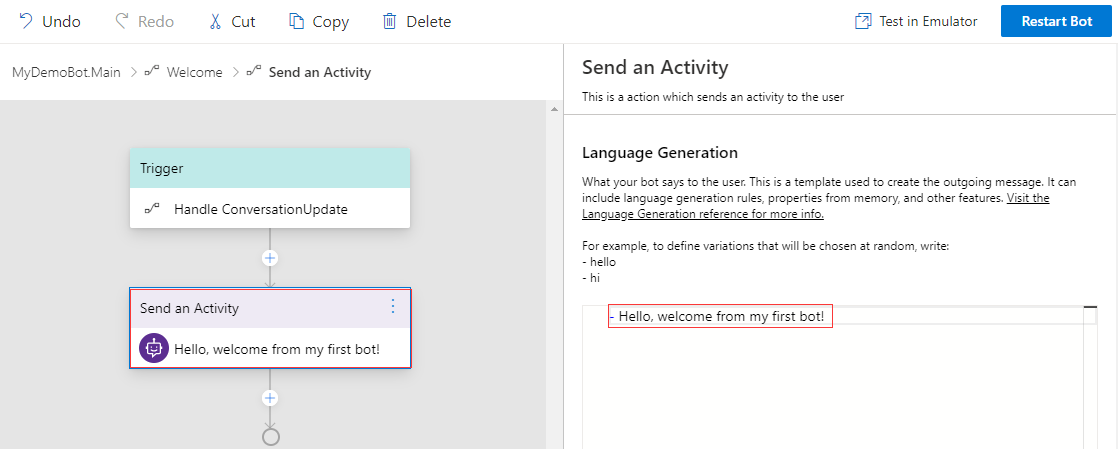 Undo Redo Cut Copy Delete Test in Emulator Restart Bot
MyDemoBot.Main Welcome Send an Activity
Trigger
Handle ConversationUpdate
Send an Activity
Hello, welcome from my first bot!
Send an Activity
This is a action which sends an activity to the user
Language Generation
What your bot says to the user. This is a template used to create the outgoing message. It can
include language generation rules, properties from memory, and other features. Visit the
Language Generation reference for more info.
For example, to define variations that will be chosen at random, write:
- hello
- hi
- Hello, welcome from my first bot!